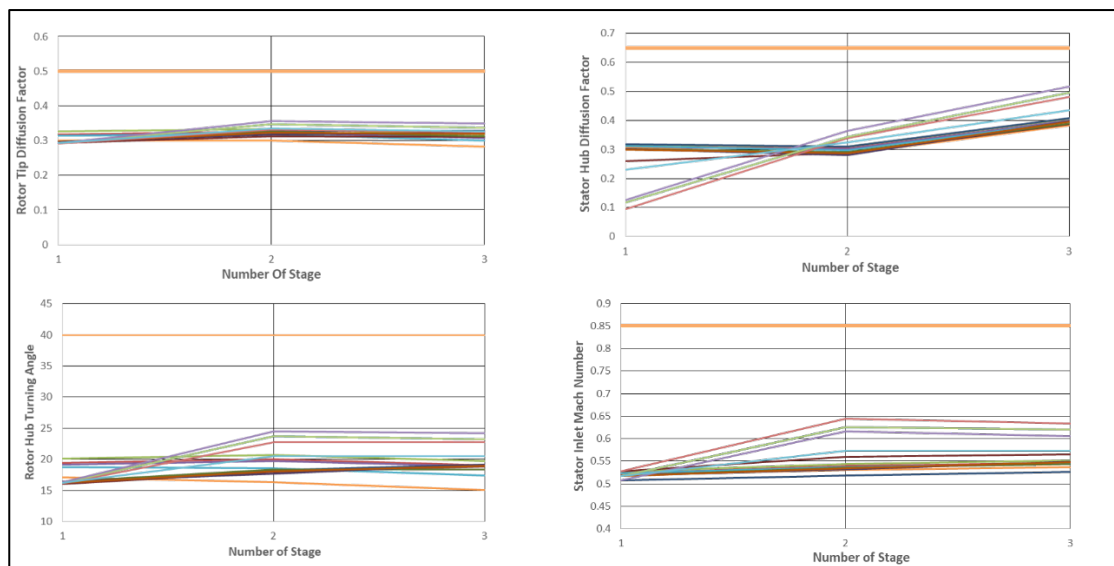 Rotor Tip Diffusion Factor
0.6
0.5
0.4
0.3
0.2
0.1
0
1 2 3
Number Of Stage
Stator Hub Diffusion Factor
0.7
0.6
0.5
0.4
0.3
0.2
0.1
0
1 2 3
Number of Stage
Rotor Hub Turning Angle
45
40
35
30
25
20
15
10
1 2 3
Number of Stage
Stator Inlet Mach Number
0.9
0.85
0.8
0.75
0.7
0.65
0.6
0.55
0.5
0.45
0.4
1 2 3
Number of Stage